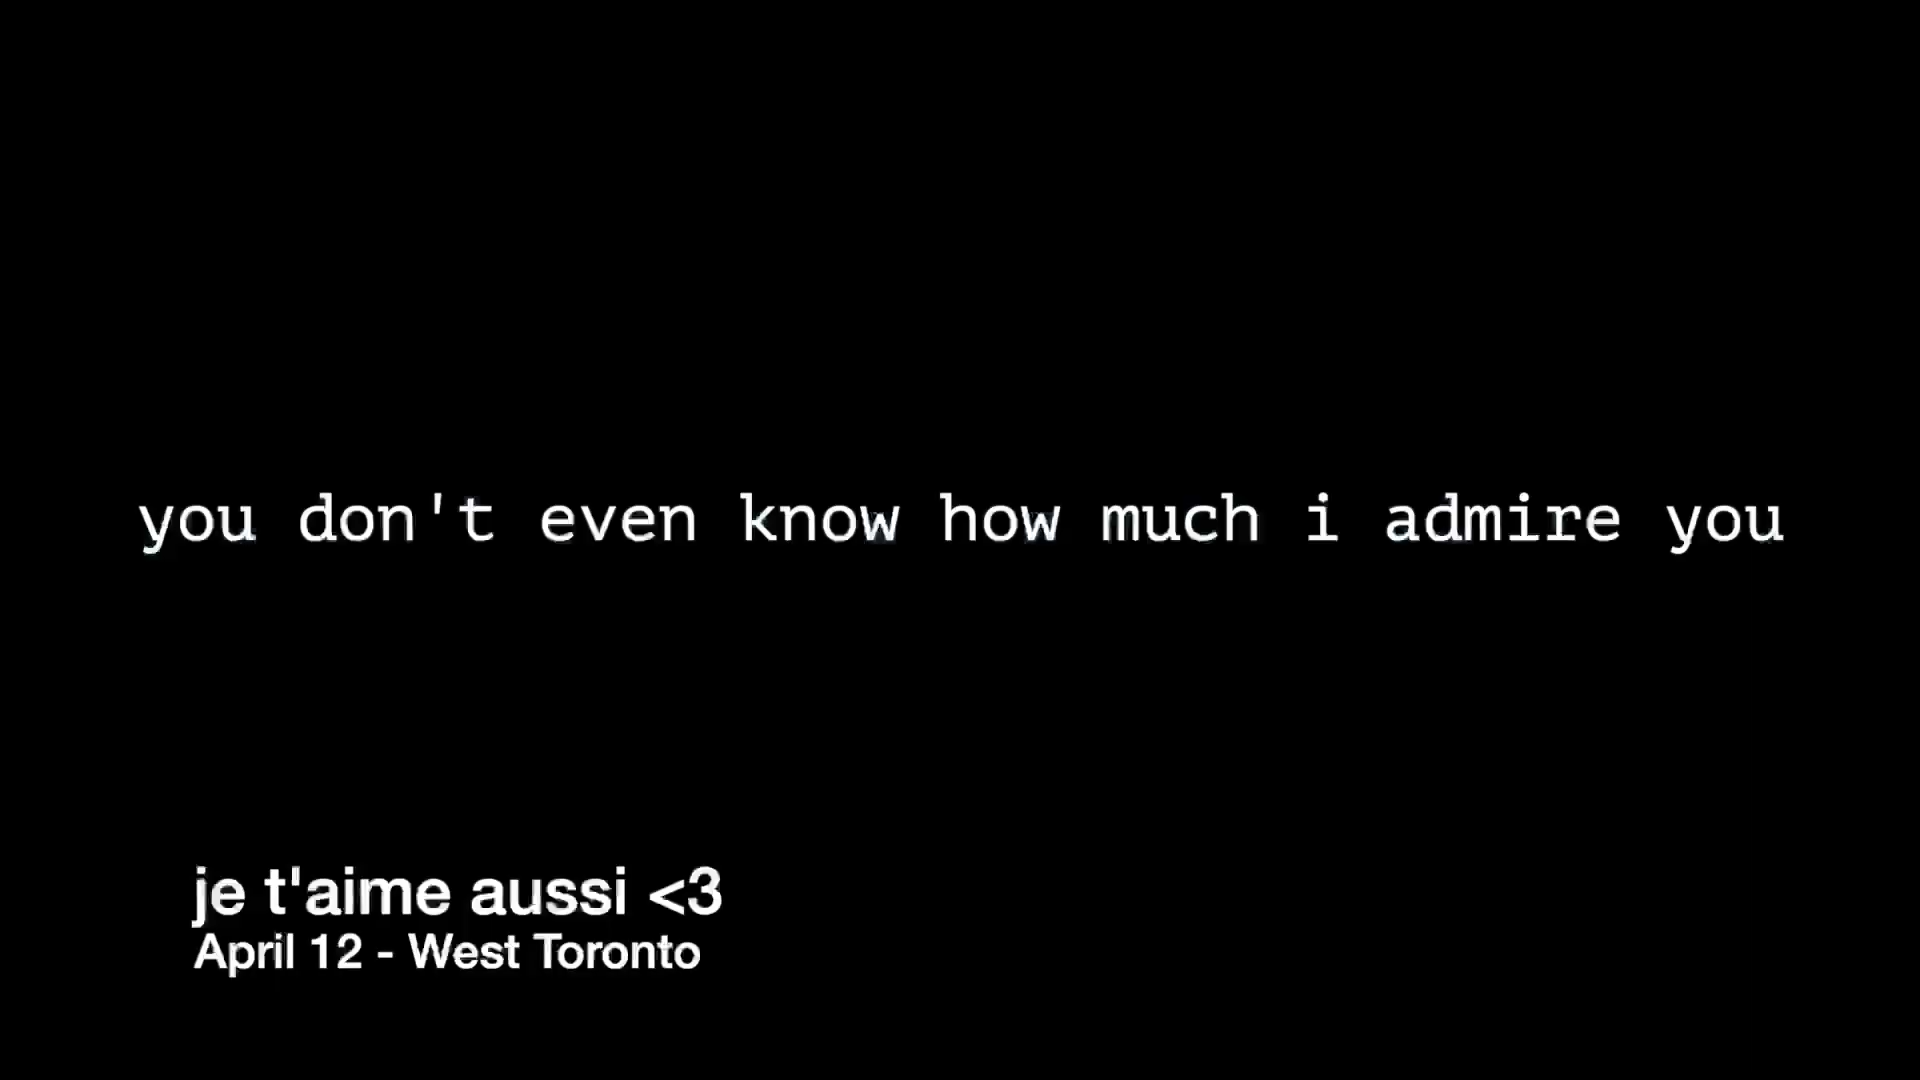 you don't even know how much i admire you
je t'aime aussi <3
April 12 - West Toronto